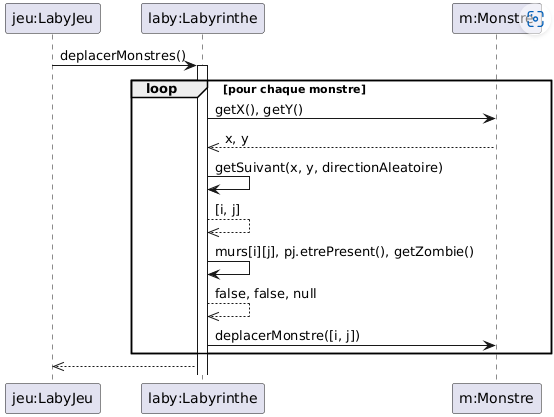 jeu:LabyJeu laby:Labyrinthe m:Monstre
deplacerMonstres()
loop [pour chaque monstre]
getX(), getY()
x, y
getSuivant(x, y, directionAleatoire)
[i, j]
murs[i][j], pj.etrePresent(), getZombie()
false, false, null
deplacerMonstre([i, j])
jeu:LabyJeu laby:Labyrinthe m:Monstre